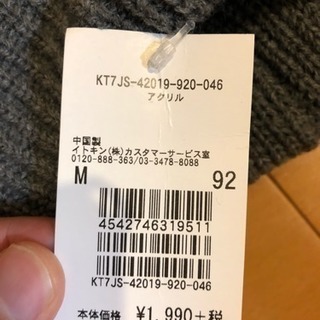 KT7JS-42019-920-046
アクリル
中国製
イトキン(株)カスタマーサービス室
0120-888-363/03-3478-8088
M 92
4542746319511
KT7JS-42019-920-046
本体価格 ¥1,990+税